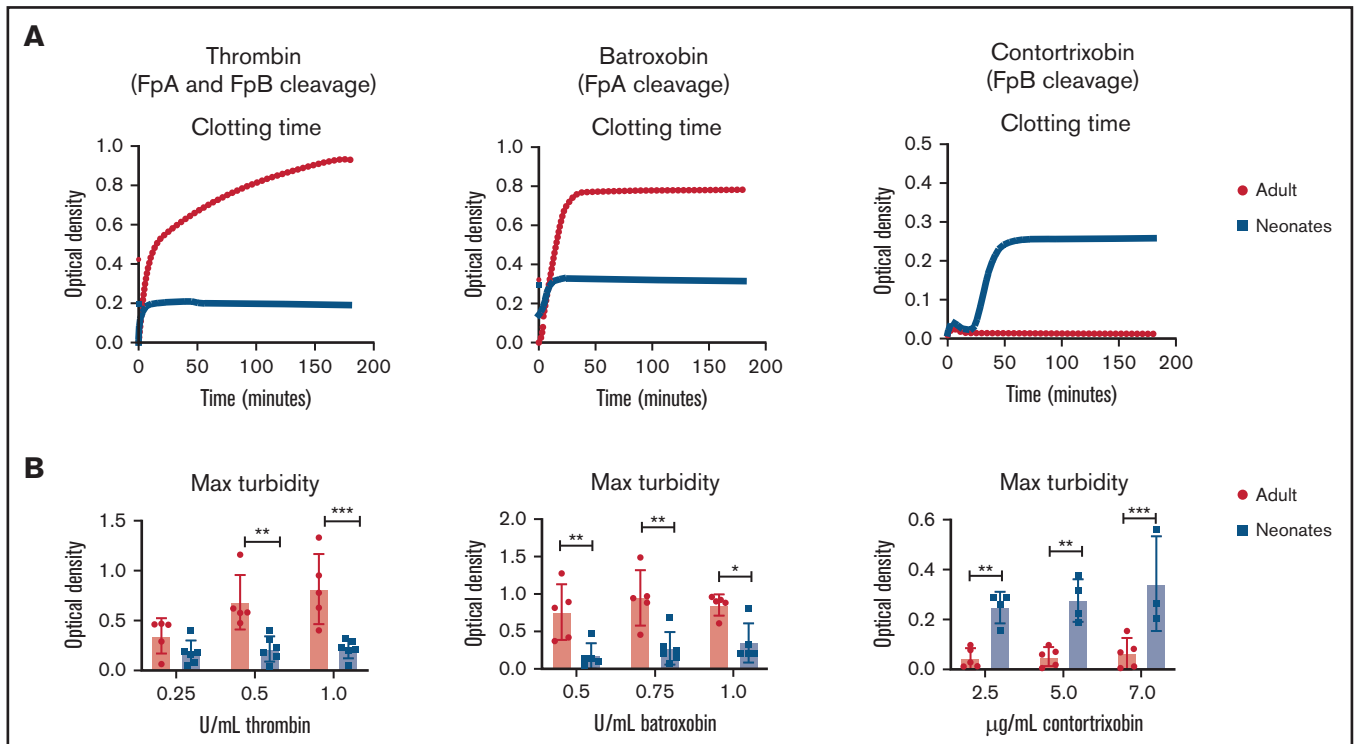 A
Thrombin
(FpA and FpB cleavage)
Clotting time
Optical density
1.0
0.8
0.6
0.4
0.2
0.0
0
50
100
150
200
Time (minutes)
Batroxobin
(FpA cleavage)
Clotting time
Optical density
1.0
0.8
0.6
0.4
0.2
0.0
0
50
100
150
200
Time (minutes)
Contortrixobin
(FpB cleavage)
Clotting time
Optical density
0.5
0.4
0.3
0.2
0.1
0.0
0
50
100
150
200
Time (minutes)
Adult
Neonates
B
Max turbidity
Optical density
1.5
1.0
0.5
0.0
**
***
0.25
0.5
1.0
U/mL thrombin
Max turbidity
Optical density
2.0
1.5
1.0
0.5
0.0
**
**
*
0.5
0.75
1.0
U/mL batroxobin
Max turbidity
Optical density
0.6
0.4
0.2
0.0
**
**
***
2.5
5.0
7.0
μg/mL contortrixobin
Adult
Neonates